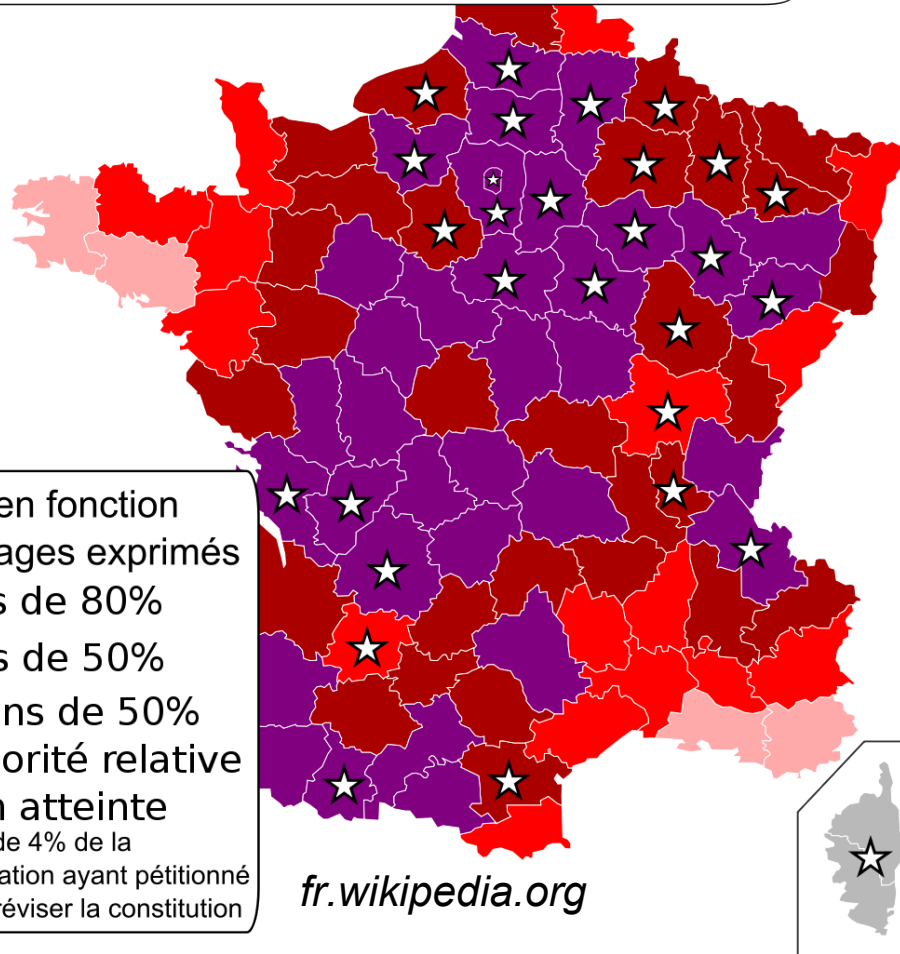 en fonction
ages exprimés
s de 80%
s de 50%
ns de 50%
orité relative
n atteinte
de 4% de la
ation ayant pétitionné
réviser la constitution
fr.wikipedia.org